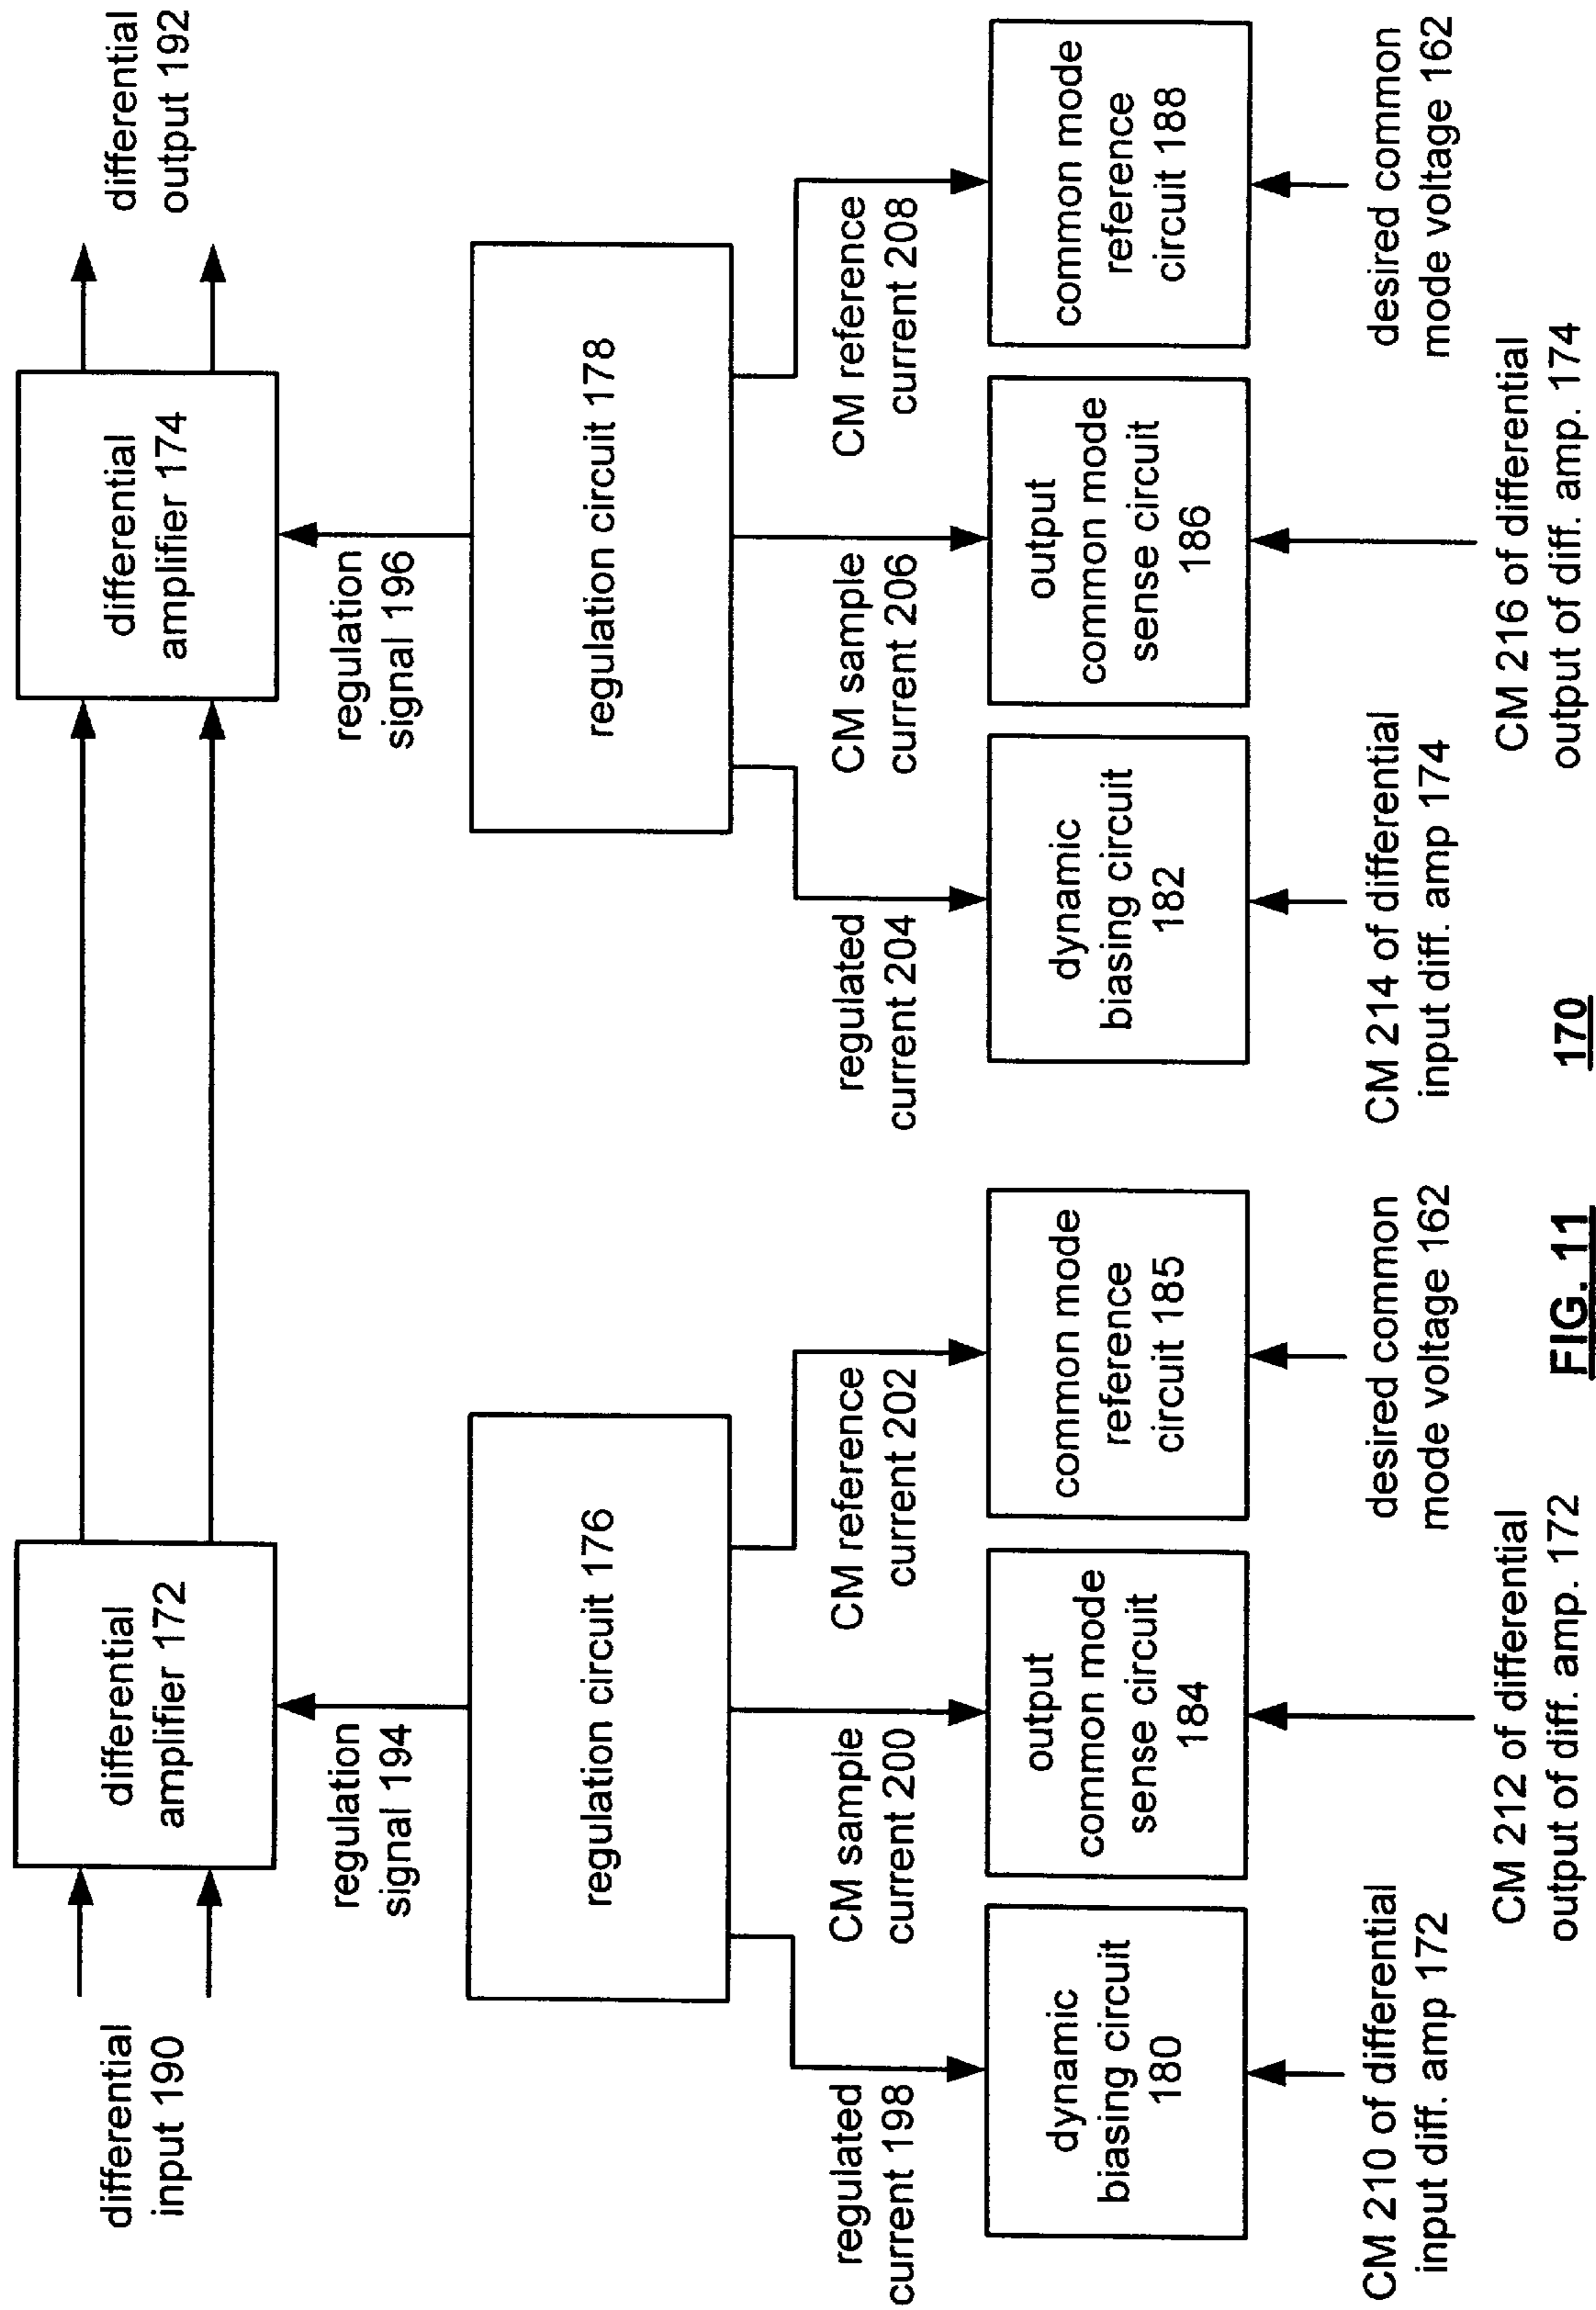 differential
input 190
differential
amplifier 172
differential
amplifier 174
differential
output 192
regulation
signal 194
regulation
signal 196
regulation circuit 176
regulation circuit 178
regulated
current 198
CM sample
current 200
CM reference
current 202
regulated
current 204
CM sample
current 206
CM reference
current 208
dynamic
biasing circuit
180
output
common mode
sense circuit
184
common mode
reference
circuit 185
dynamic
biasing circuit
182
output
common mode
sense circuit
186
common mode
reference
circuit 188
CM 210 of differential
input diff. amp 172
desired common
mode voltage 162
CM 214 of differential
input diff. amp 174
desired common
mode voltage 162
CM 212 of differential
output of diff. amp. 172
CM 216 of differential
output of diff. amp. 174
FIG. 11
170